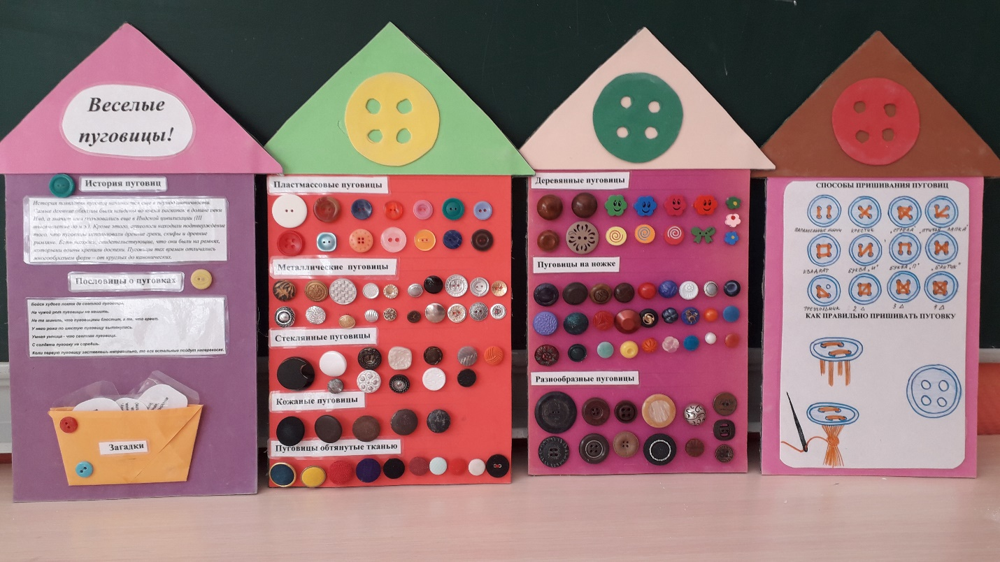 Веселые
пуговицы!
История пуговиц
История появления пуговиц начинается еще в период античности.
Самые древние образцы были найдены во время раскопок в долине реки
Инд, а значит ими пользовались еще в Индской цивилизации (III
тысячелетие до н.э.). Кроме этого, археологи находили подтверждение
того, что пуговицы использовали древние греки, скифы и древние
римляне. Есть находки, свидетельствующие, что они были на ремнях,
которыми воины крепили доспехи. Пуговицы тех времен отличались
многообразием форм – от круглых до канонических.
Пословицы о пуговках
Бойся худого локтя да светлой пуговицы.
На чужой рот пуговицы не нашить.
Не та шинель, что пуговицами блестит, а та, что греет.
У него рожа по шестую пуговицу вытянулась.
Умная умница - что светлая пуговица.
С солдата пуговку не сорвёшь.
Коли первую пуговицу застегнешь неправильно, то все остальные пойдут наперекосяк.
Загадки
Пластмассовые пуговицы
Металлические пуговицы
Стеклянные пуговицы
Кожаные пуговицы
Пуговицы обтянутые тканью
Деревянные пуговицы
Пуговицы на ножке
Разнообразные пуговицы
СПОСОБЫ ПРИШИВАНИЯ ПУГОВИЦ
ПАРАЛЛЕЛЬНЫЕ КРЕСТИК СТРЕЛА „ПТИЧЬЯ ЛАПКА"
КВАДРАТ БУКВА „И" БУКВА „П" „БАНТИК"
ТРЕУГОЛЬНИК 2 Δ 3 Δ 4 Δ
КАК ПРАВИЛЬНО ПРИШИВАТЬ ПУГОВКУ